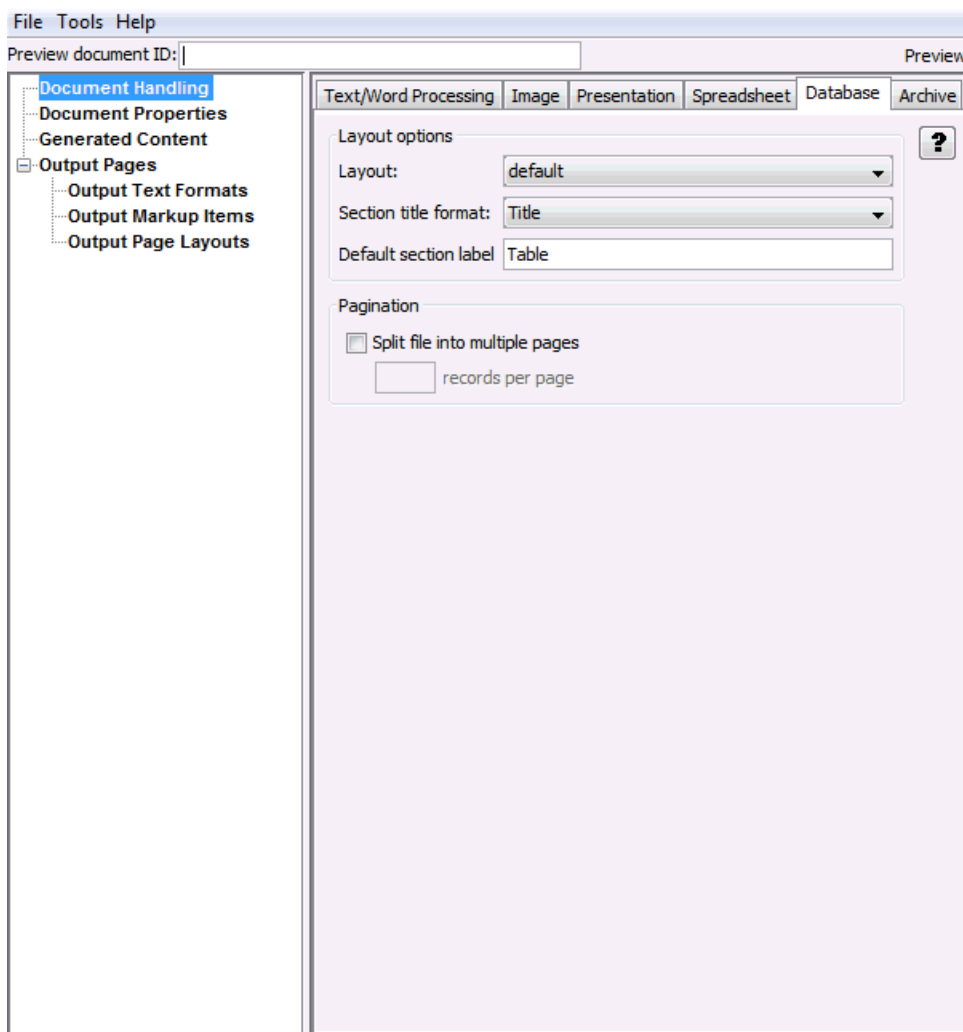 File Tools Help
Preview document ID:
Preview
Document Handling
Document Properties
Generated Content
Output Pages
Output Text Formats
Output Markup Items
Output Page Layouts
Text/Word Processing Image Presentation Spreadsheet Database Archive
Layout options
?
Layout: default
Section title format: Title
Default section label Table
Pagination
Split file into multiple pages
records per page